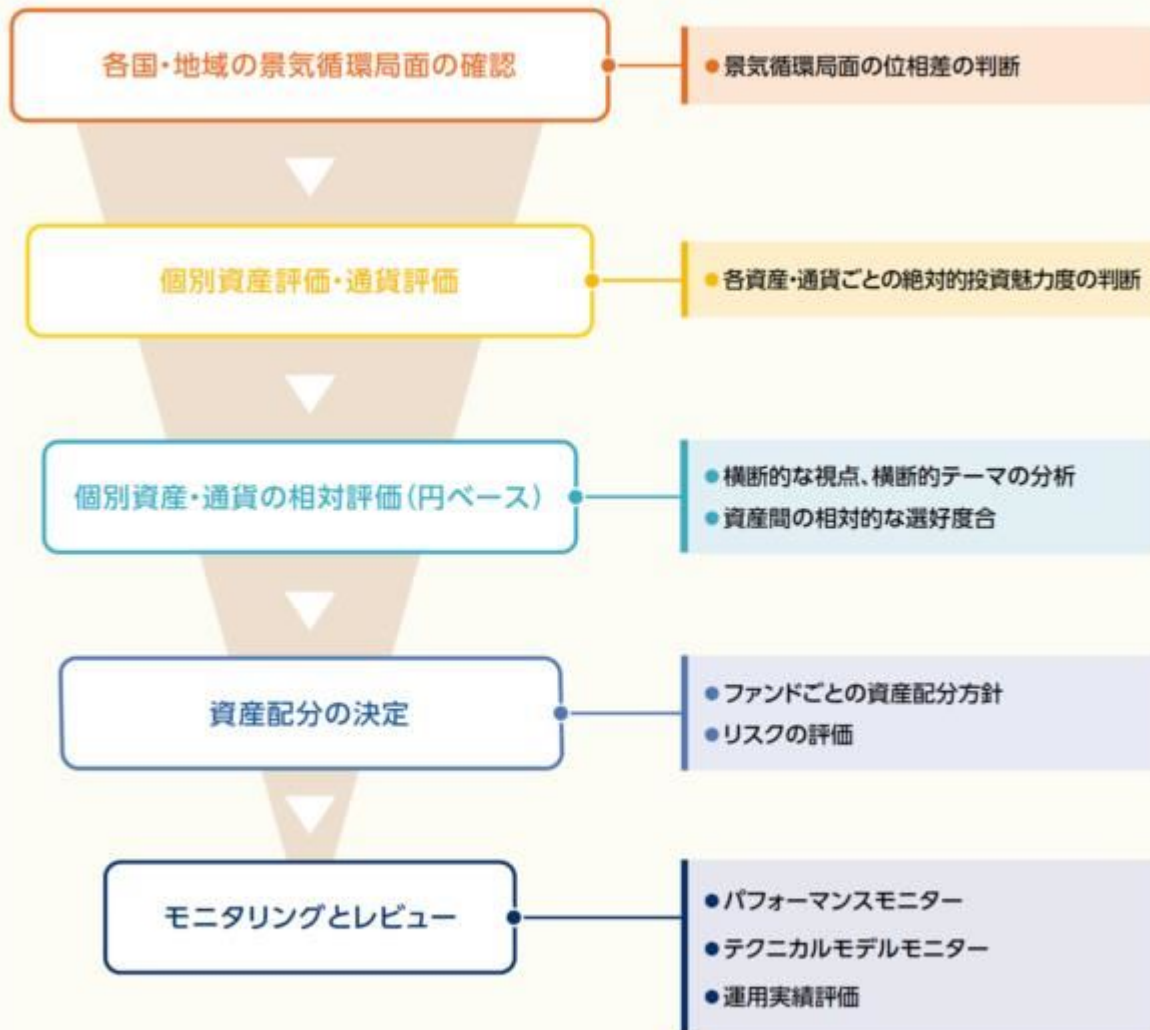 各国・地域の景気循環局面の確認
●景気循環局面の位相差の判断
個別資産評価・通貨評価
●各資産・通貨ごとの絶対的投資魅力度の判断
個別資産・通貨の相対評価(円ベース)
●横断的な視点、横断的テーマの分析
●資産間の相対的な選好度合
資産配分の決定
●ファンドごとの資産配分方針
●リスクの評価
モニタリングとレビュー
●パフォーマンスモニター
●テクニカルモデルモニター
●運用実績評価